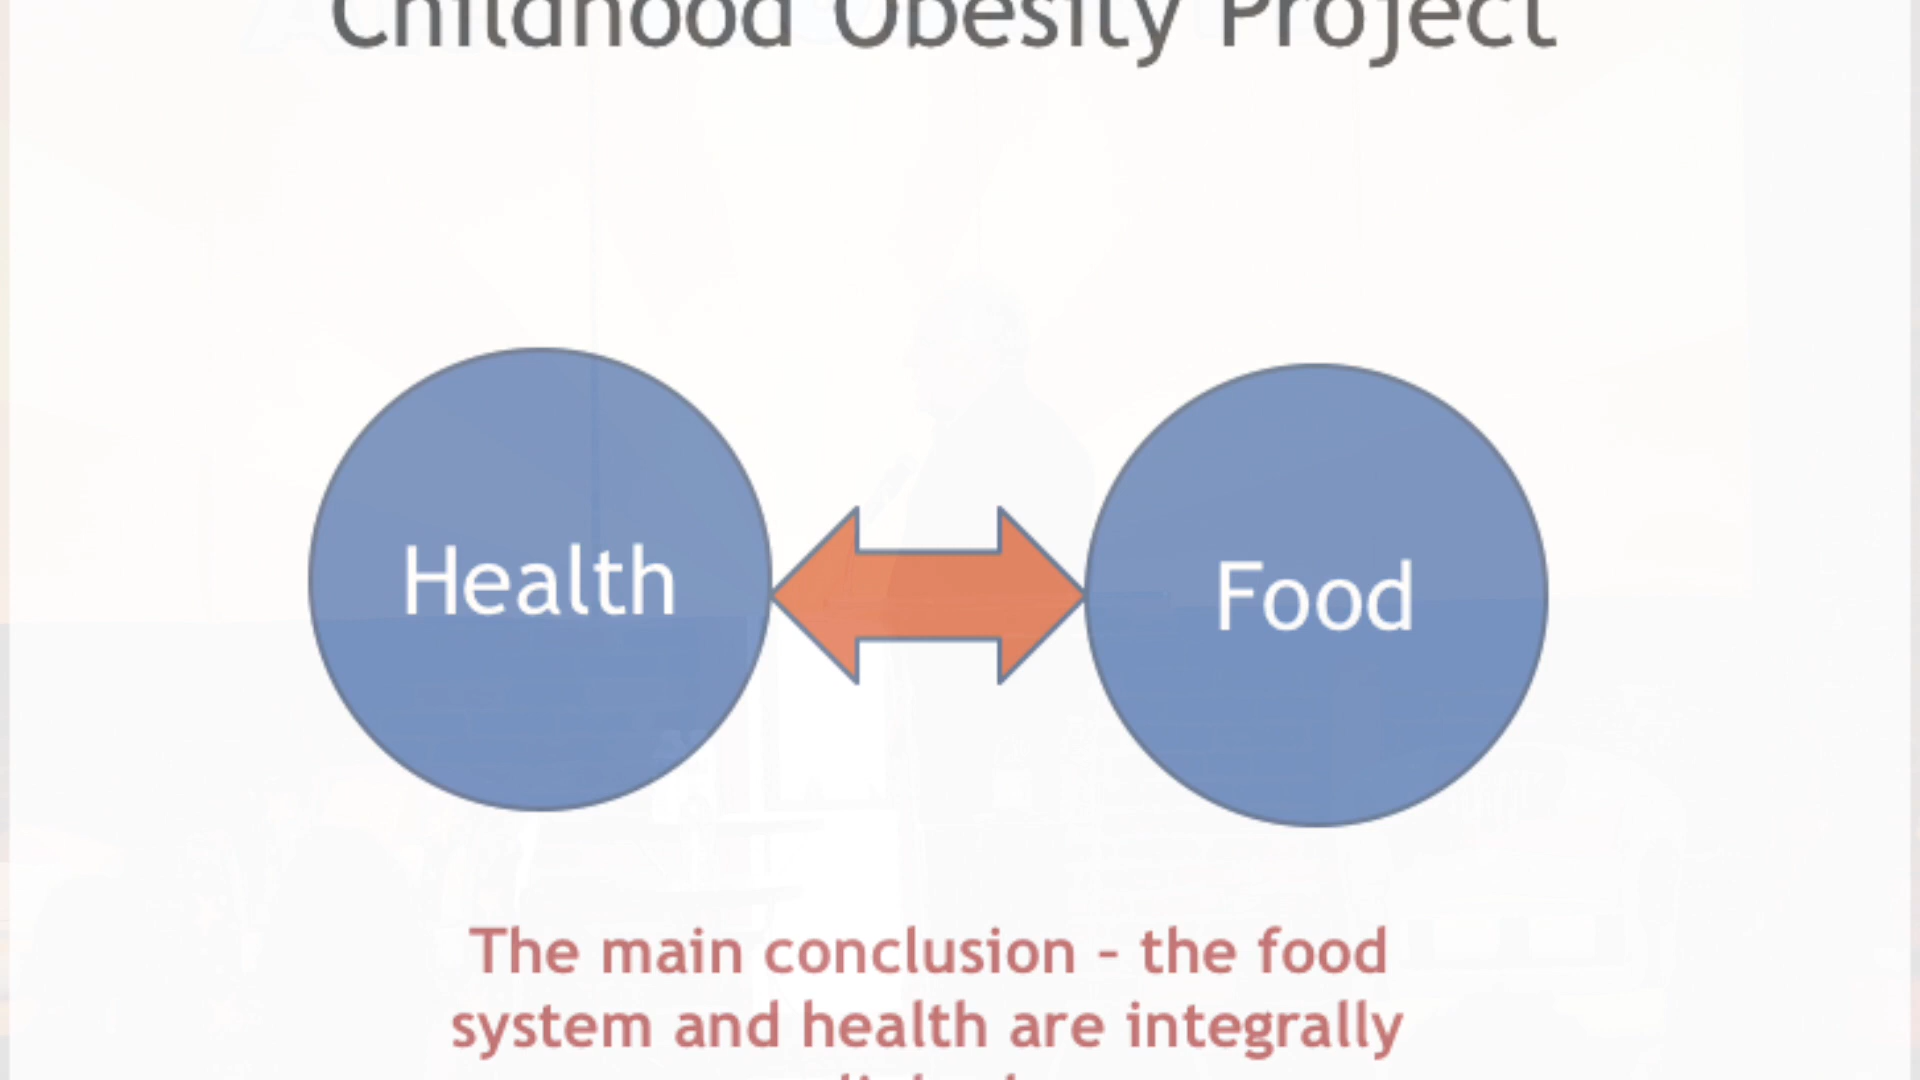 Childhood Obesity Project
Health
Food
The main conclusion – the food
system and health are integrally